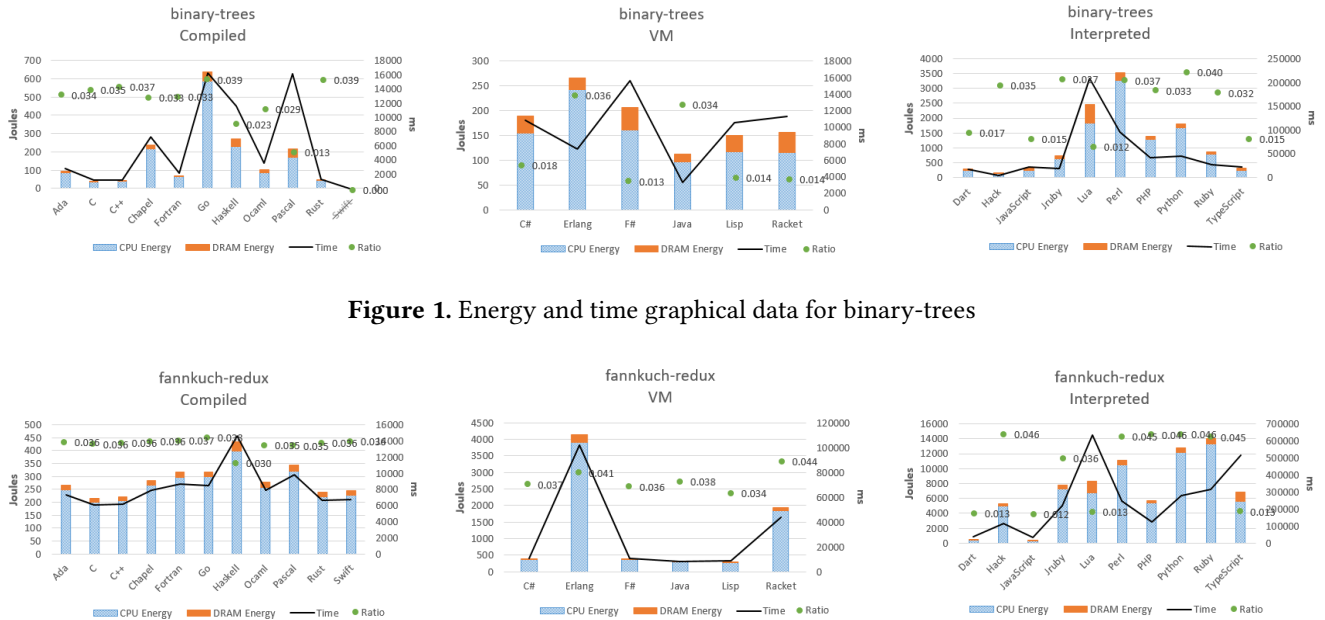 binary-trees
Compiled
700
600
500
400
300
200
100
0
Joules
18000
16000
14000
12000
10000
8000
6000
4000
2000
0
ms
0.034
0.035
0.037
0.033
0.033
0.039
0.023
0.029
0.013
0.039
0.000
Ada
C
C++
Chapel
Fortran
Go
Haskell
Ocaml
Pascal
Rust
Swift
CPU Energy DRAM Energy Time Ratio
binary-trees
VM
300
250
200
150
100
50
0
Joules
18000
16000
14000
12000
10000
8000
6000
4000
2000
0
ms
0.018
0.036
0.013
0.034
0.014
0.014
C# Erlang F# Java Lisp Racket
CPU Energy DRAM Energy Time Ratio
binary-trees
Interpreted
4000
3500
3000
2500
2000
1500
1000
500
0
Joules
250000
200000
150000
100000
50000
0
ms
0.017
0.035
0.015
0.037
0.012
0.037
0.033
0.040
0.032
0.015
Dart
Hack
JavaScript
Jruby
Lua
Perl
PHP
Python
Ruby
TypeScript
CPU Energy DRAM Energy Time Ratio
Figure 1. Energy and time graphical data for binary-trees
fannkuch-redux
Compiled
500
450
400
350
300
250
200
150
100
50
0
Joules
16000
14000
12000
10000
8000
6000
4000
2000
0
ms
0.036
0.036
0.036
0.036
0.037
0.030
0.035
0.035
0.036
0.036
Ada
C
C++
Chapel
Fortran
Go
Haskell
Ocaml
Pascal
Rust
Swift
CPU Energy DRAM Energy Time Ratio
fannkuch-redux
VM
4500
4000
3500
3000
2500
2000
1500
1000
500
0
Joules
120000
100000
80000
60000
40000
20000
0
ms
0.037
0.041
0.036
0.038
0.034
0.044
C# Erlang F# Java Lisp Racket
CPU Energy DRAM Energy Time Ratio
fannkuch-redux
Interpreted
16000
14000
12000
10000
8000
6000
4000
2000
0
Joules
700000
600000
500000
400000
300000
200000
100000
0
ms
0.013
0.046
0.012
0.036
0.013
0.045
0.046
0.046
0.045
0.013
Dart
Hack
JavaScript
Jruby
Lua
Perl
PHP
Python
Ruby
TypeScript
CPU Energy DRAM Energy Time Ratio